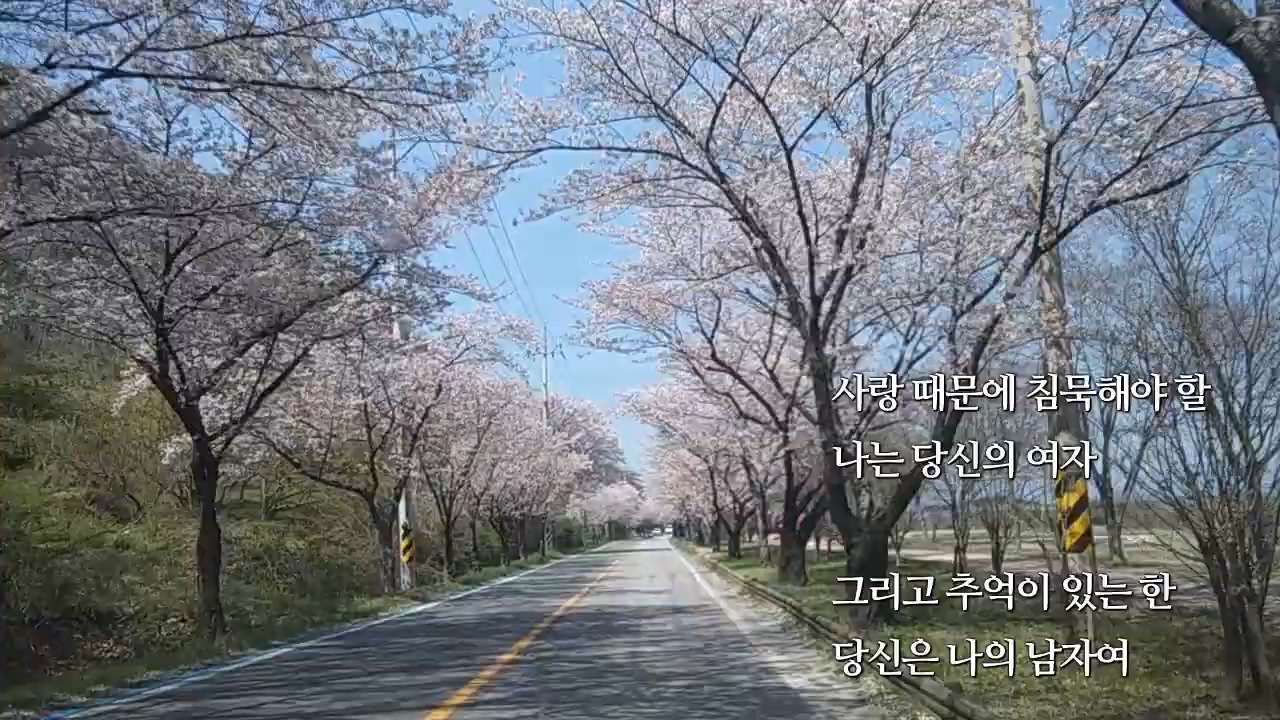 사랑 때문에 침묵해야 할
나는 당신의 여자
그리고 추억이 있는 한
당신은 나의 남자여